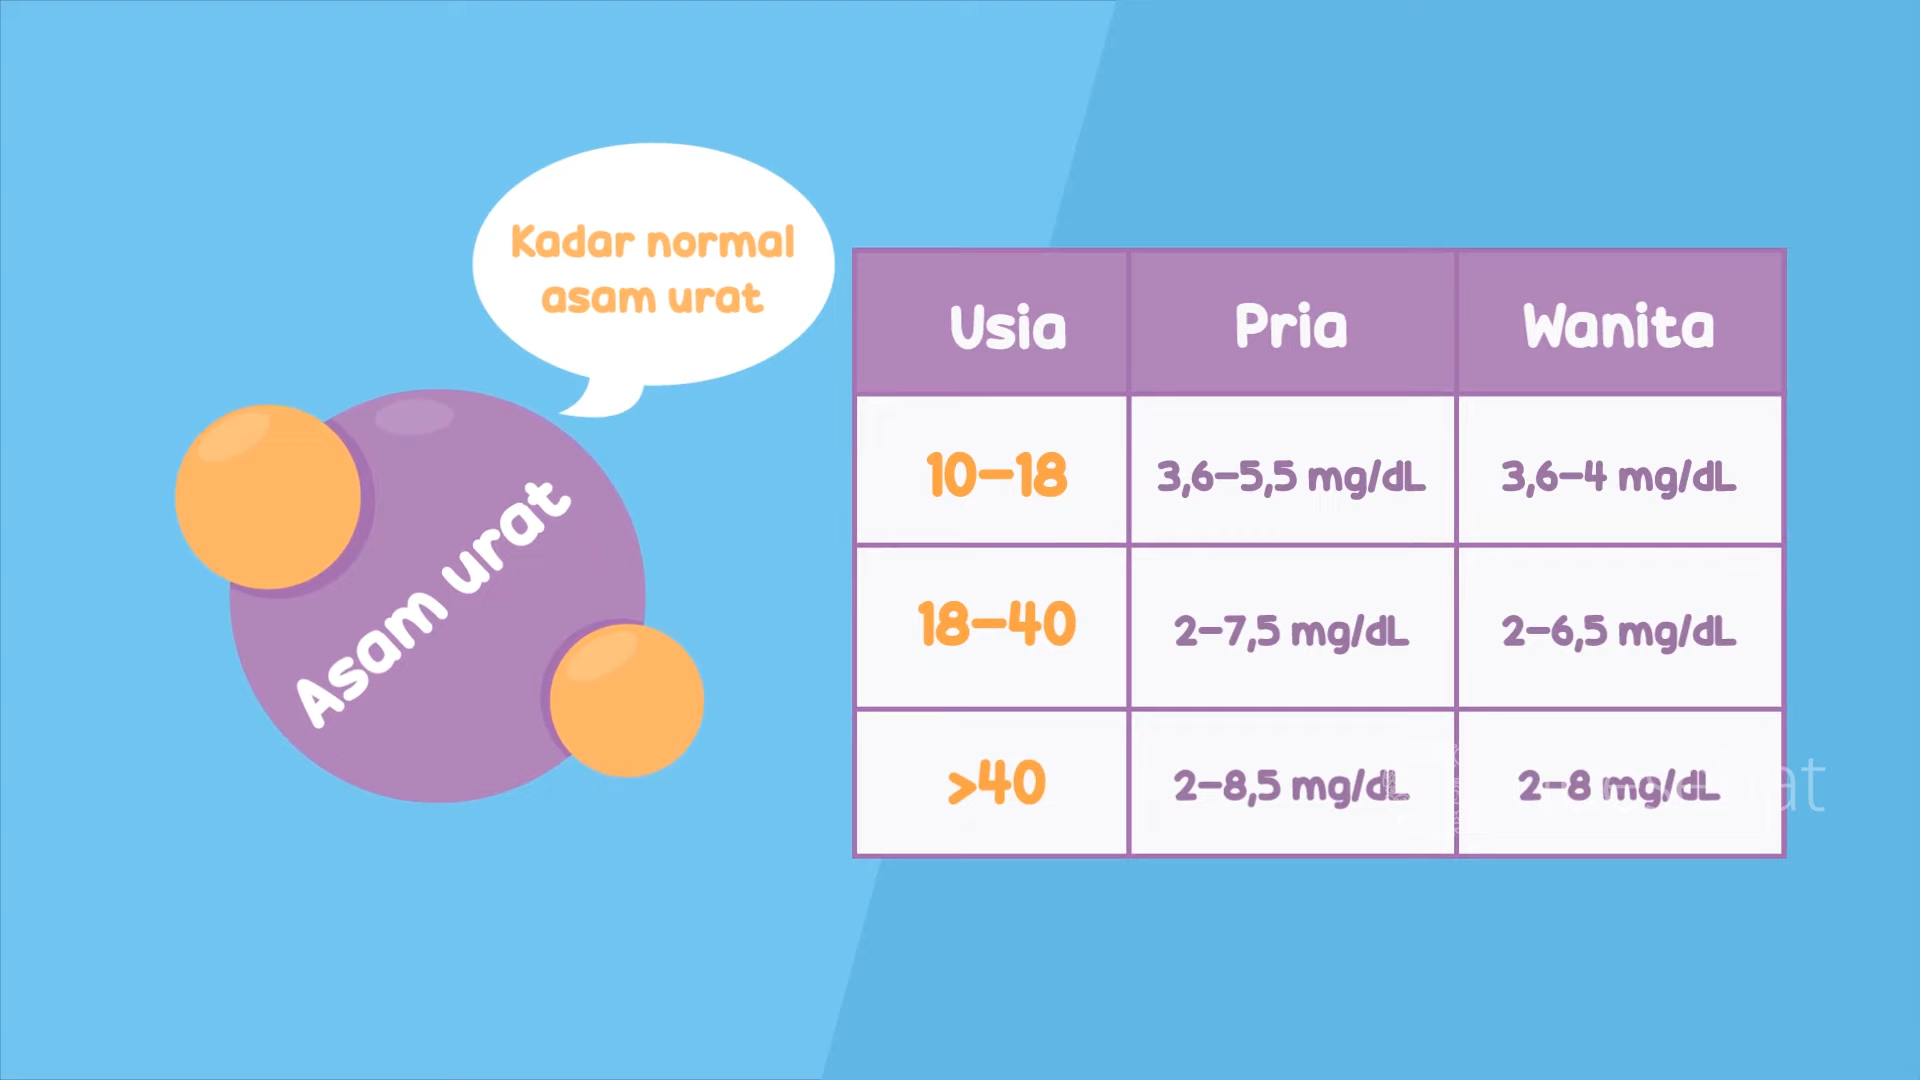 Kadar normal
asam urat
Asam urat
Usia Pria Wanita
10–18 3,6–5,5 mg/dL 3,6–4 mg/dL
18–40 2–7,5 mg/dL 2–6,5 mg/dL
>40 2–8,5 mg/dL 2–8 mg/dL